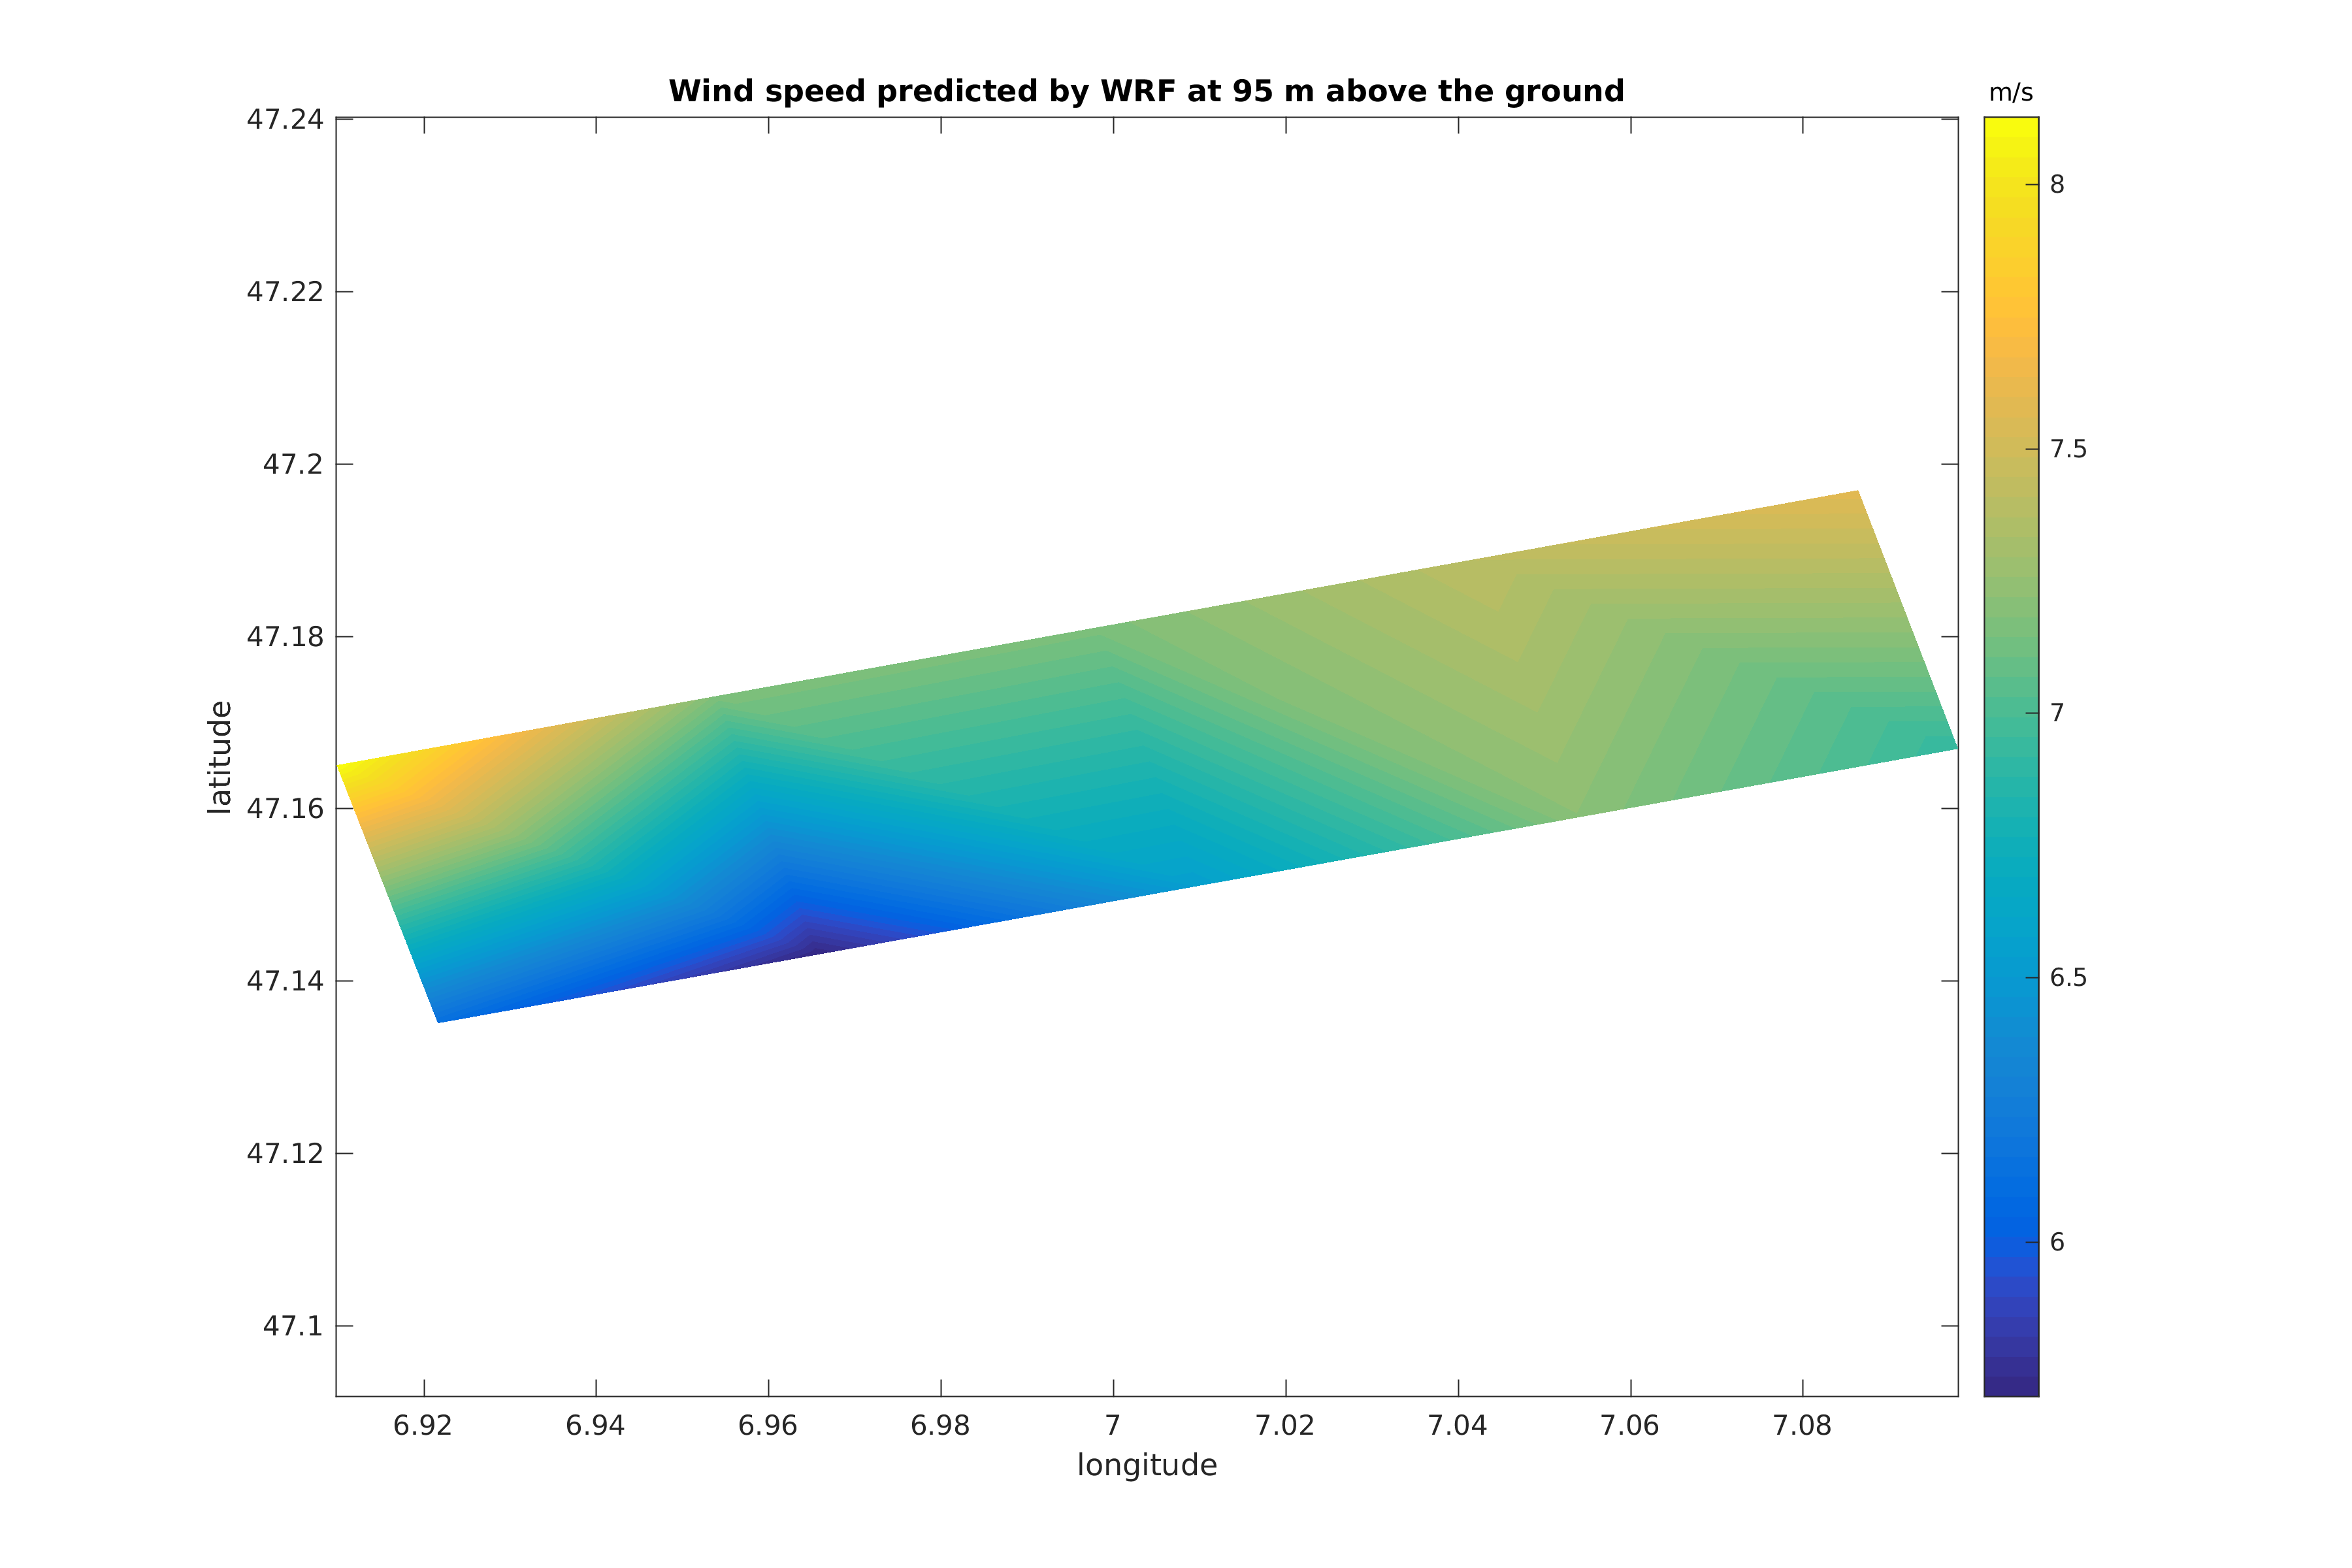 Wind speed predicted by WRF at 95 m above the ground
m/s
47.24
47.22
47.2
47.18
47.16
47.14
47.12
47.1
latitude
6.92 6.94 6.96 6.98 7 7.02 7.04 7.06 7.08
longitude
8
7.5
7
6.5
6